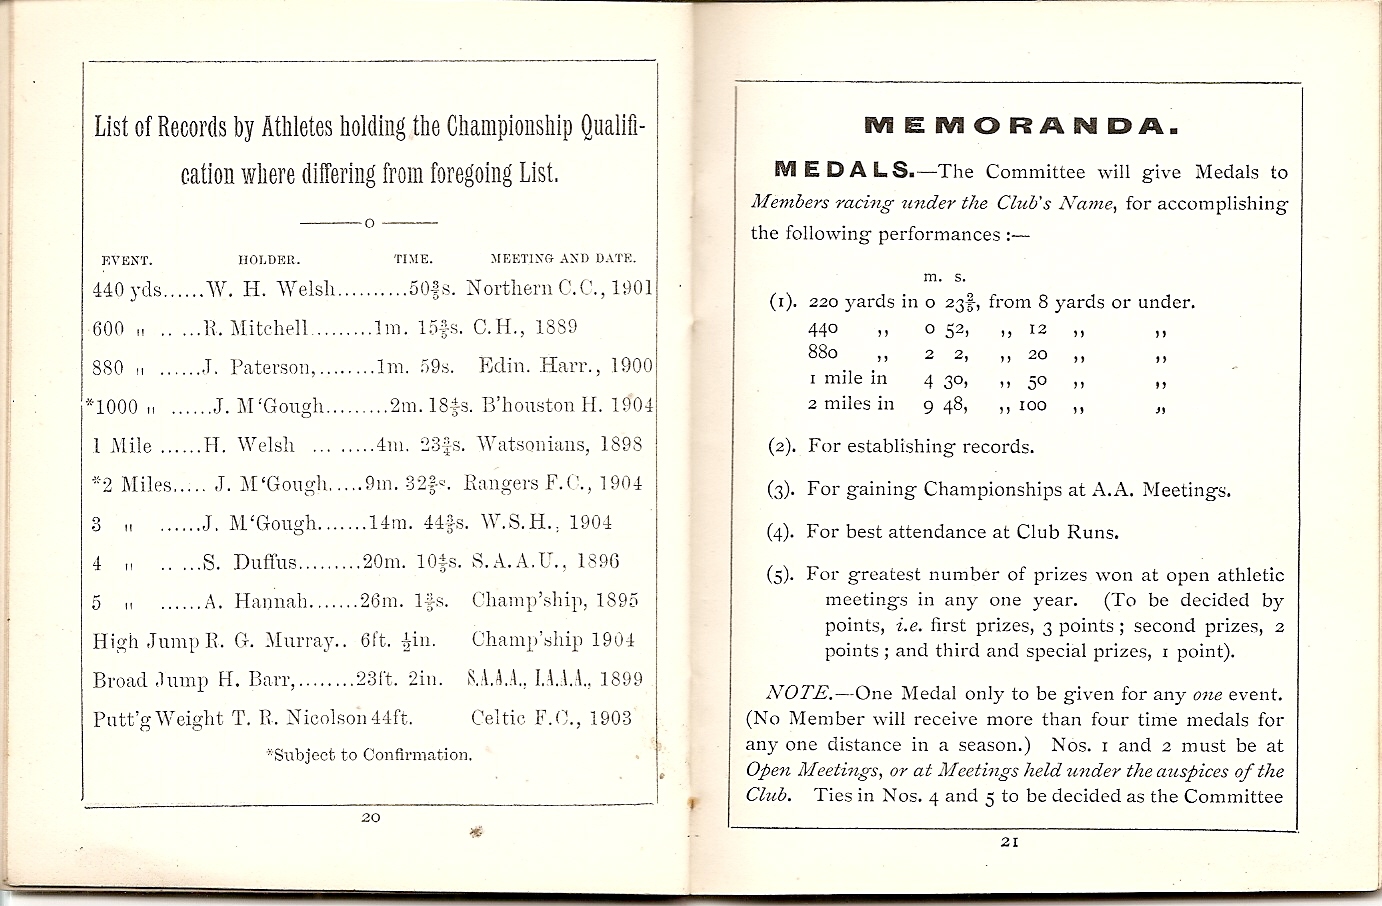 List of Records by Athletes holding the Championship Qualifi-
cation where differing from foregoing List.
o
EVENT. HOLDER. TIME. MEETING AND DATE.
440 yds......W. H. Welsh..........50⅗s. Northern C.C., 1901
600 „ .. ...R. Mitchell.........1m. 15⅗s. C.H., 1889
880 „ ......J. Paterson,........1m. 59s. Edin. Harr., 1900
*1000 „ ......J. M‘Gough.........2m. 18⅘s. B'houston H. 1904
1 Mile ......H. Welsh ... ......4m. 23¾s. Watsonians, 1898
*2 Miles..... J. M‘Gough.....9m. 32⅗s. Rangers F.C., 1904
3 „ ......J. M‘Gough.......14m. 44⅗s. W.S.H., 1904
4 „ .. ...S. Duffus.........20m. 10⅘s. S.A.A.U., 1896
5 „ ......A. Hannah.......26m. 1⅗s. Champ'ship, 1895
High Jump R. G. Murray.. 6ft. ½in. Champ'ship 1904
Broad Jump H. Barr,........23ft. 2in. S.A.A.A., I.A.A.A., 1899
Putt'g Weight T. R. Nicolson 44ft. Celtic F.C., 1903
*Subject to Confirmation.
20
MEMORANDA.
MEDALS.—The Committee will give Medals to
Members racing under the Club's Name, for accomplishing
the following performances :—
m. s.
(1). 220 yards in 0 23⅖, from 8 yards or under.
440 „ 0 52, „ 12 „ „
880 „ 2 2, „ 20 „ „
1 mile in 4 30, „ 50 „ „
2 miles in 9 48, „ 100 „ „
(2). For establishing records.
(3). For gaining Championships at A.A. Meetings.
(4). For best attendance at Club Runs.
(5). For greatest number of prizes won at open athletic
meetings in any one year. (To be decided by
points, i.e. first prizes, 3 points ; second prizes, 2
points ; and third and special prizes, 1 point).
NOTE.—One Medal only to be given for any one event.
(No Member will receive more than four time medals for
any one distance in a season.) Nos. 1 and 2 must be at
Open Meetings, or at Meetings held under the auspices of the
Club. Ties in Nos. 4 and 5 to be decided as the Committee
21